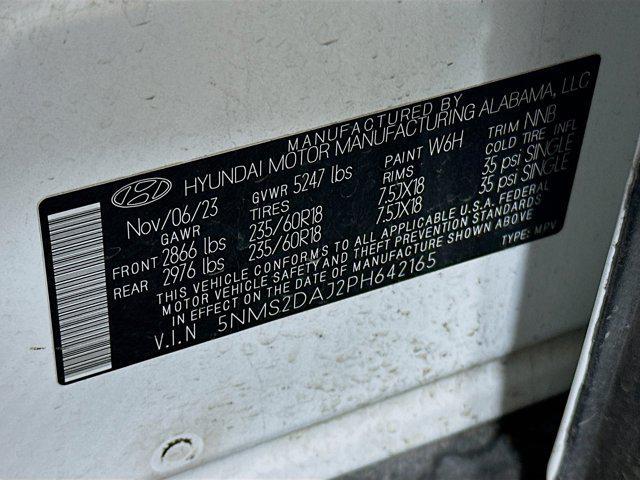 MANUFACTURED BY
HYUNDAI MOTOR MANUFACTURING ALABAMA, LLC
Nov/06/23 GVWR 5247 lbs PAINT W6H TRIM NNB
GAWR TIRES RIMS COLD TIRE INFL
FRONT 2866 lbs 235/60R18 7.5JX18 35 psi SINGLE
REAR 2976 lbs 235/60R18 7.5JX18 35 psi SINGLE
THIS VEHICLE CONFORMS TO ALL APPLICABLE U.S.A. FEDERAL
MOTOR VEHICLE SAFETY AND THEFT PREVENTION STANDARDS
IN EFFECT ON THE DATE OF MANUFACTURE SHOWN ABOVE
V.I.N 5NMS2DAJ2PH642165 TYPE: MPV